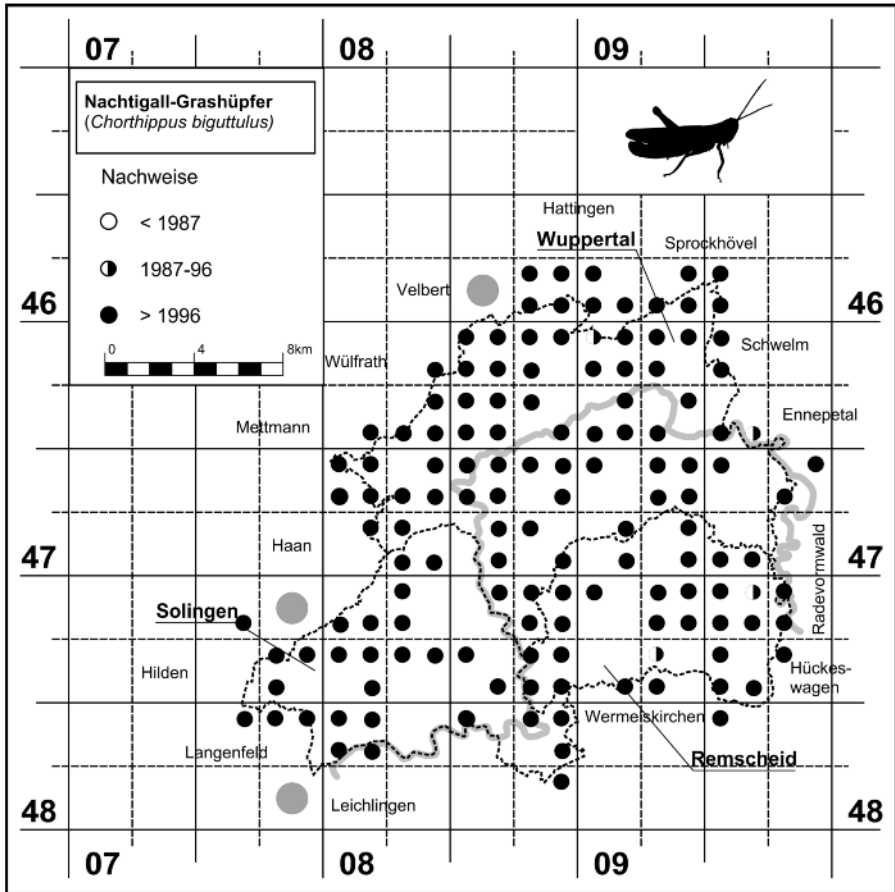 07 08 09
Nachtigall-Grashüpfer
(Chorthippus biguttulus)
Nachweise
< 1987
1987-96
> 1996
0 4 8km
Hattingen
Wuppertal Sprockhövel
Velbert
46 46
Schwelm
Wülfrath
Mettmann Ennepetal
Haan
47 47
Radevormwald
Solingen
Hilden Hückes-
wagen
Wermelskirchen
Langenfeld
Remscheid
Leichlingen
48 48
07 08 09